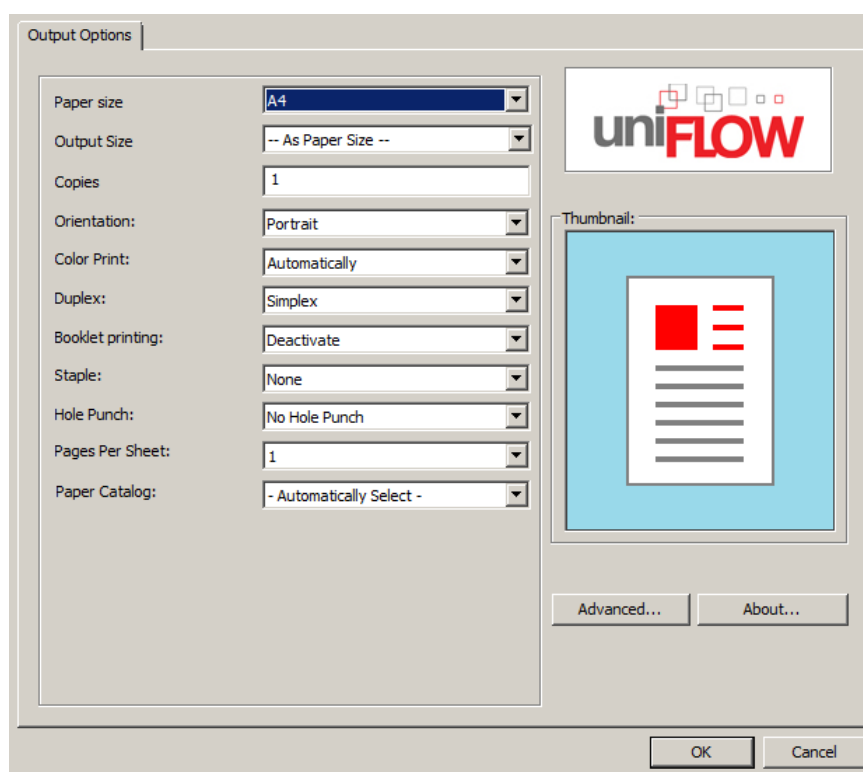 Output Options
Paper size A4
Output Size -- As Paper Size --
Copies 1
Orientation: Portrait
Color Print: Automatically
Duplex: Simplex
Booklet printing: Deactivate
Staple: None
Hole Punch: No Hole Punch
Pages Per Sheet: 1
Paper Catalog: - Automatically Select -
uniFLOW
Thumbnail:
Advanced... About...
OK Cancel